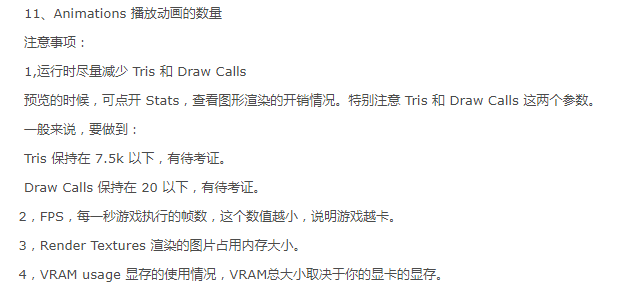 11、Animations 播放动画的数量
注意事项：
1,运行时尽量减少 Tris 和 Draw Calls
预览的时候，可点开 Stats，查看图形渲染的开销情况。特别注意 Tris 和 Draw Calls 这两个参数。
一般来说，要做到：
Tris 保持在 7.5k 以下，有待考证。
Draw Calls 保持在 20 以下，有待考证。
2，FPS，每一秒游戏执行的帧数，这个数值越小，说明游戏越卡。
3，Render Textures 渲染的图片占用内存大小。
4，VRAM usage 显存的使用情况，VRAM总大小取决于你的显卡的显存。